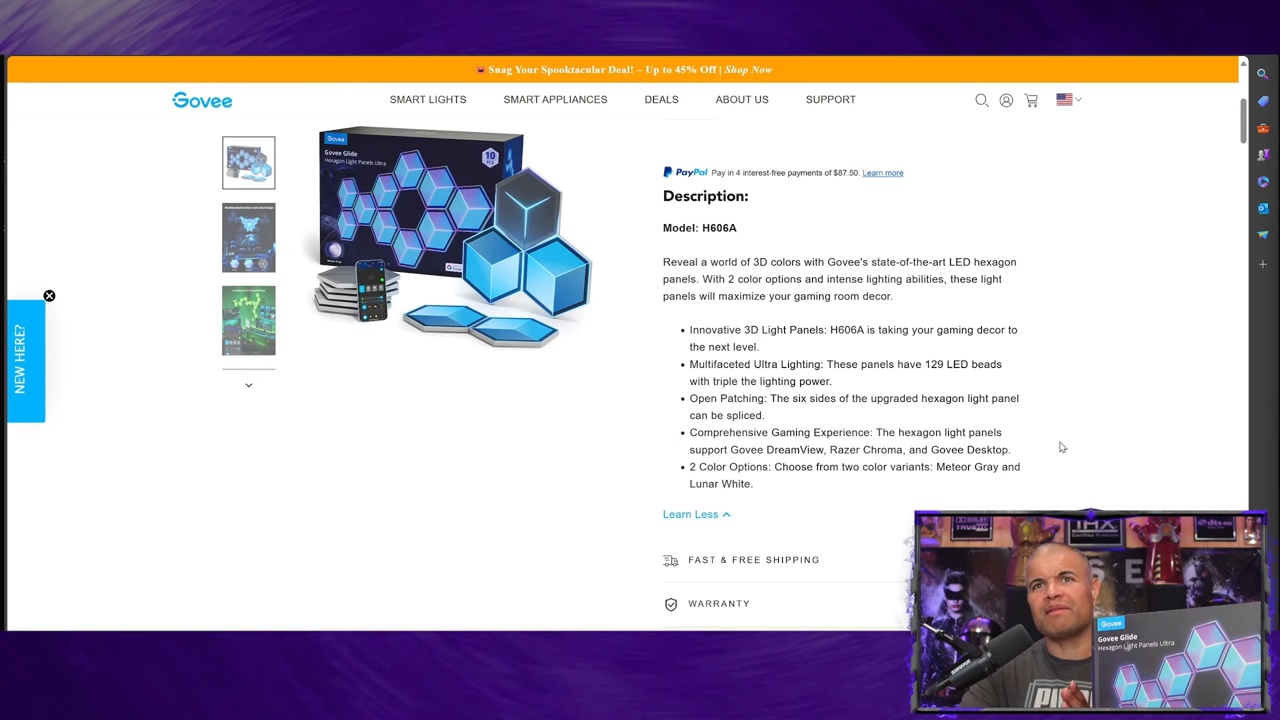 Snag Your Spooktacular Deal! – Up to 45% Off | Shop Now
Govee
SMART LIGHTS
SMART APPLIANCES
DEALS
ABOUT US
SUPPORT
Govee
Govee Glide
Hexagon Light Panels Ultra
10
PayPal Pay in 4 interest-free payments of $87.50. Learn more
Description:
Model: H606A
Reveal a world of 3D colors with Govee's state-of-the-art LED hexagon
panels. With 2 color options and intense lighting abilities, these light
panels will maximize your gaming room decor.
• Innovative 3D Light Panels: H606A is taking your gaming decor to
the next level.
• Multifaceted Ultra Lighting: These panels have 129 LED beads
with triple the lighting power.
• Open Patching: The six sides of the upgraded hexagon light panel
can be spliced.
• Comprehensive Gaming Experience: The hexagon light panels
support Govee DreamView, Razer Chroma, and Govee Desktop.
• 2 Color Options: Choose from two color variants: Meteor Gray and
Lunar White.
Learn Less
FAST & FREE SHIPPING
WARRANTY
NEW HERE?
THX
Certified Products
dts
SHURE
Govee
Govee Glide
Hexagon Light Panels Ultra